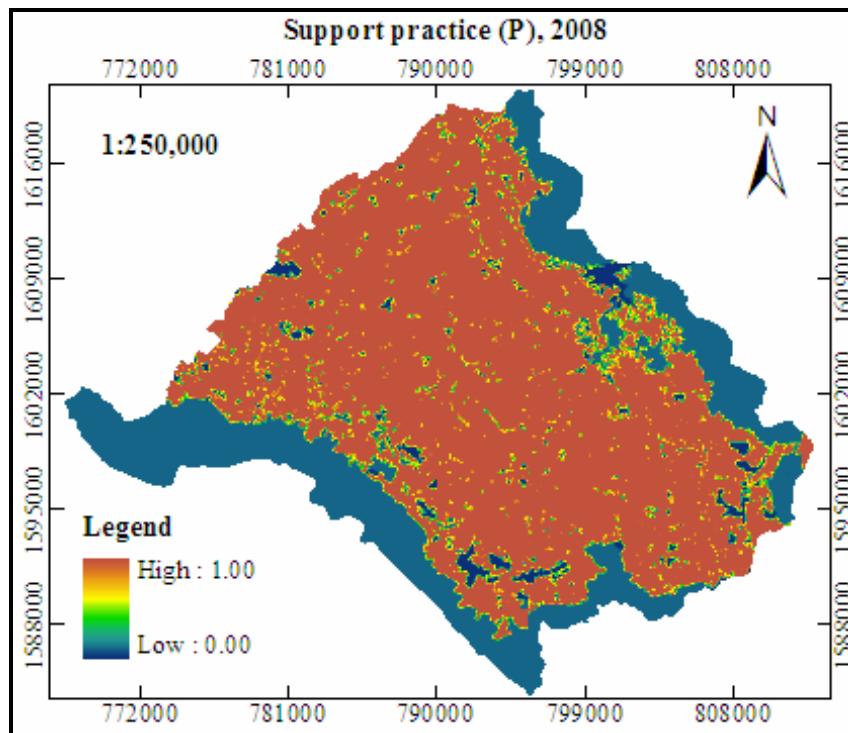 Support practice (P), 2008
772000 781000 790000 799000 808000
N
1:250,000
1616000 1616000
1609000 1609000
1602000 1602000
1595000 1595000
Legend
High : 1.00
Low : 0.00
1588000 1588000
772000 781000 790000 799000 808000